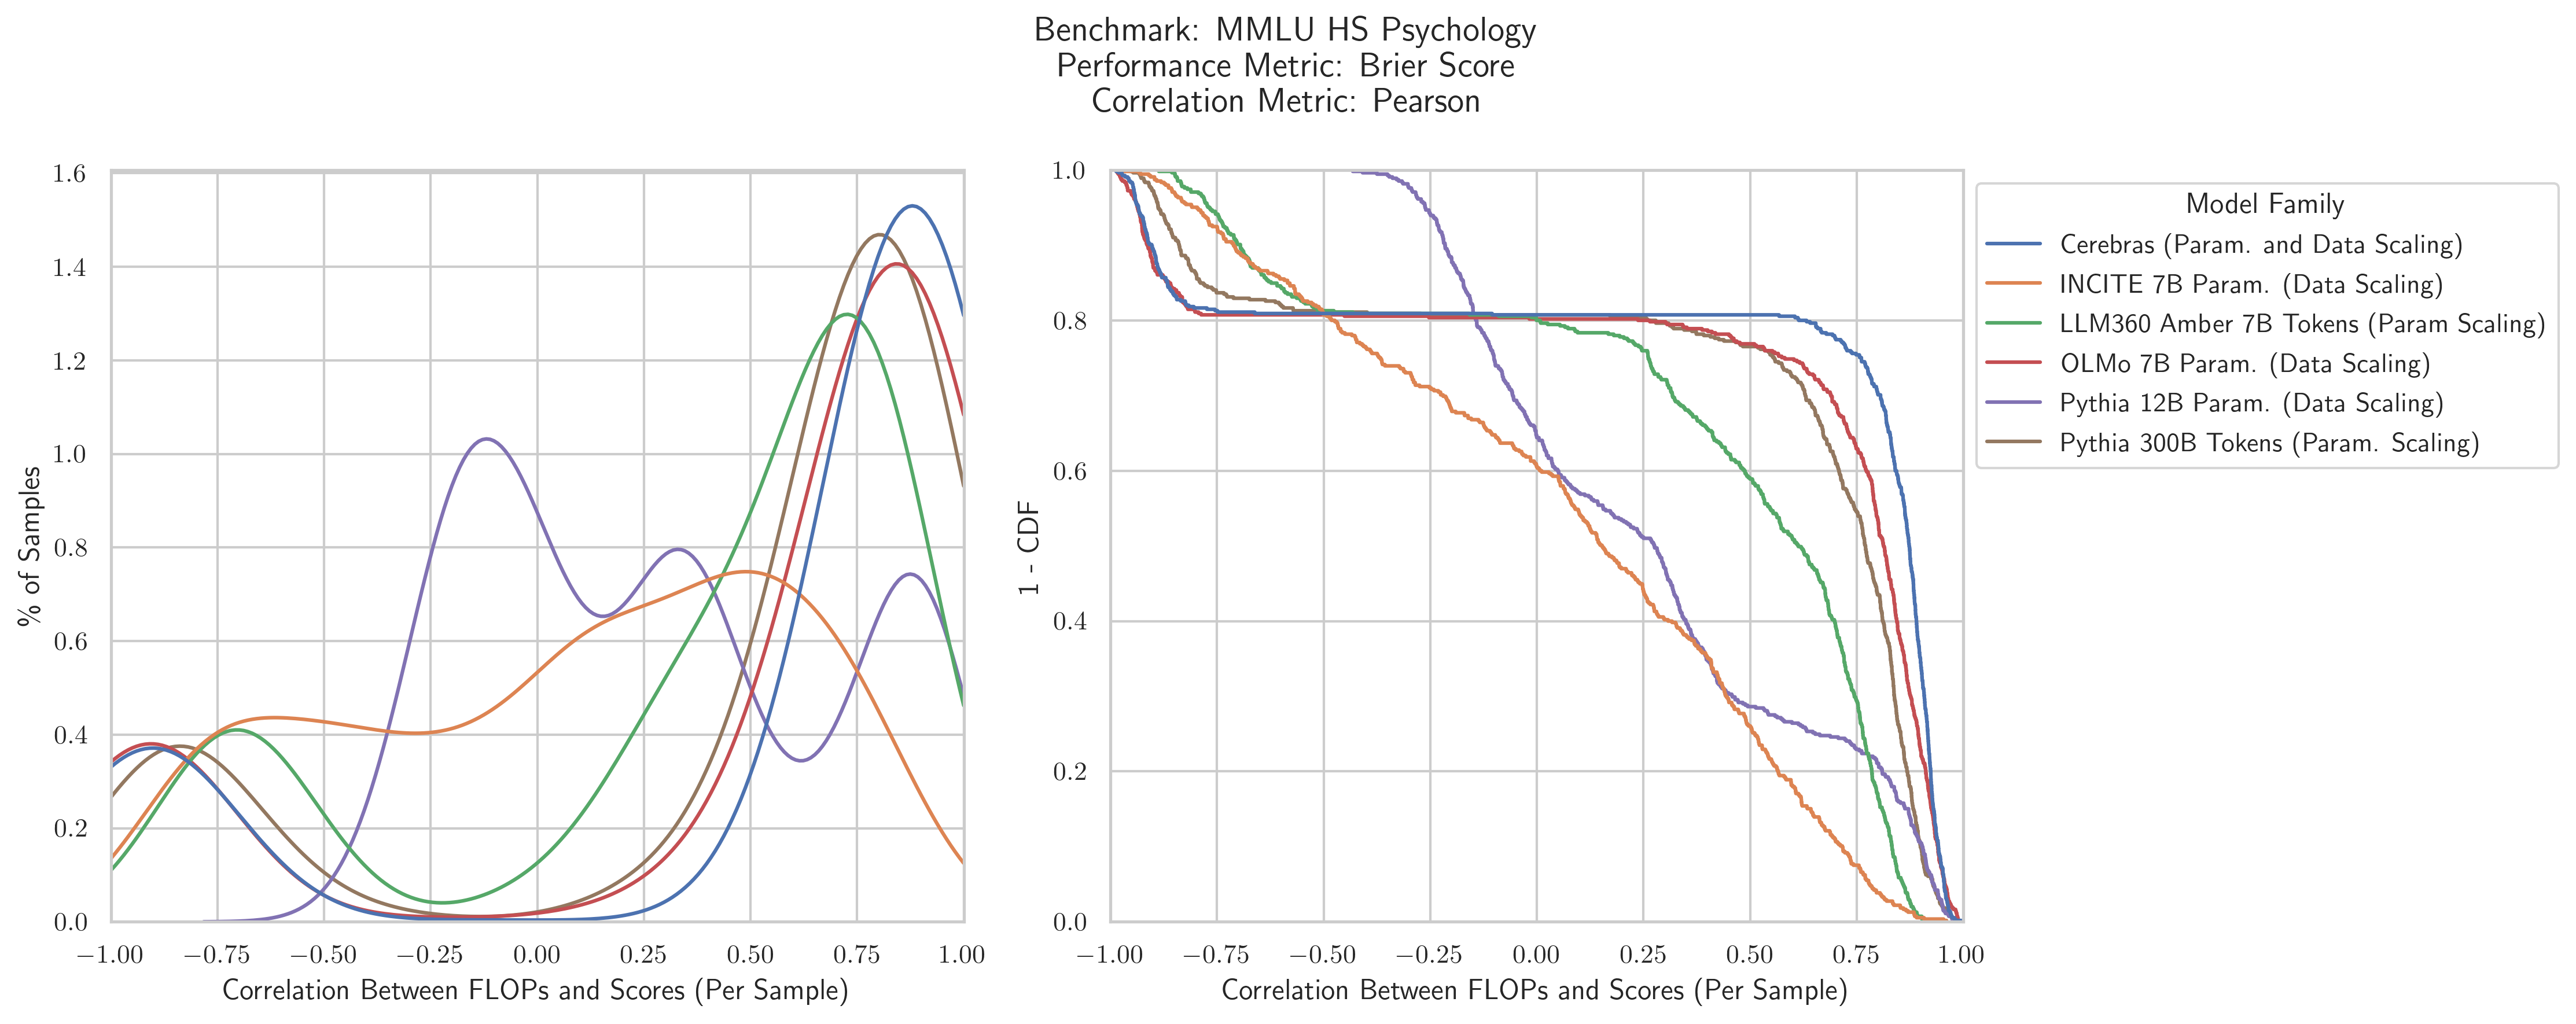 Benchmark: MMLU HS Psychology
Performance Metric: Brier Score
Correlation Metric: Pearson
% of Samples
1.6
1.4
1.2
1.0
0.8
0.6
0.4
0.2
0.0
−1.00 −0.75 −0.50 −0.25 0.00 0.25 0.50 0.75 1.00
Correlation Between FLOPs and Scores (Per Sample)
1 - CDF
1.0
0.8
0.6
0.4
0.2
0.0
−1.00 −0.75 −0.50 −0.25 0.00 0.25 0.50 0.75 1.00
Correlation Between FLOPs and Scores (Per Sample)
Model Family
Cerebras (Param. and Data Scaling)
INCITE 7B Param. (Data Scaling)
LLM360 Amber 7B Tokens (Param Scaling)
OLMo 7B Param. (Data Scaling)
Pythia 12B Param. (Data Scaling)
Pythia 300B Tokens (Param. Scaling)